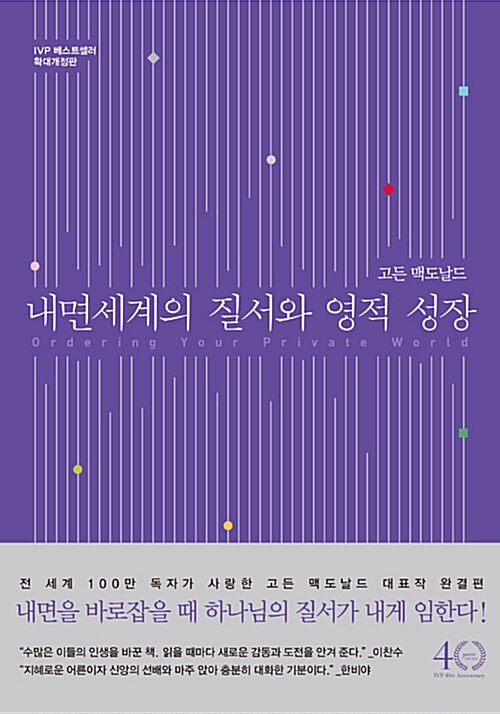 IVP 베스트셀러
확대개정판
고든 맥도날드
내면세계의 질서와 영적 성장
Ordering Your Private World
전 세계 100만 독자가 사랑한 고든 맥도날드 대표작 완결편
내면을 바로잡을 때 하나님의 질서가 내게 임한다!
“수많은 이들의 인생을 바꾼 책, 읽을 때마다 새로운 감동과 도전을 안겨 준다.” _이찬수
“지혜로운 어른이자 신앙의 선배와 마주 앉아 충분히 대화한 기분이다.” _한비야
40
IVP 40th Anniversary